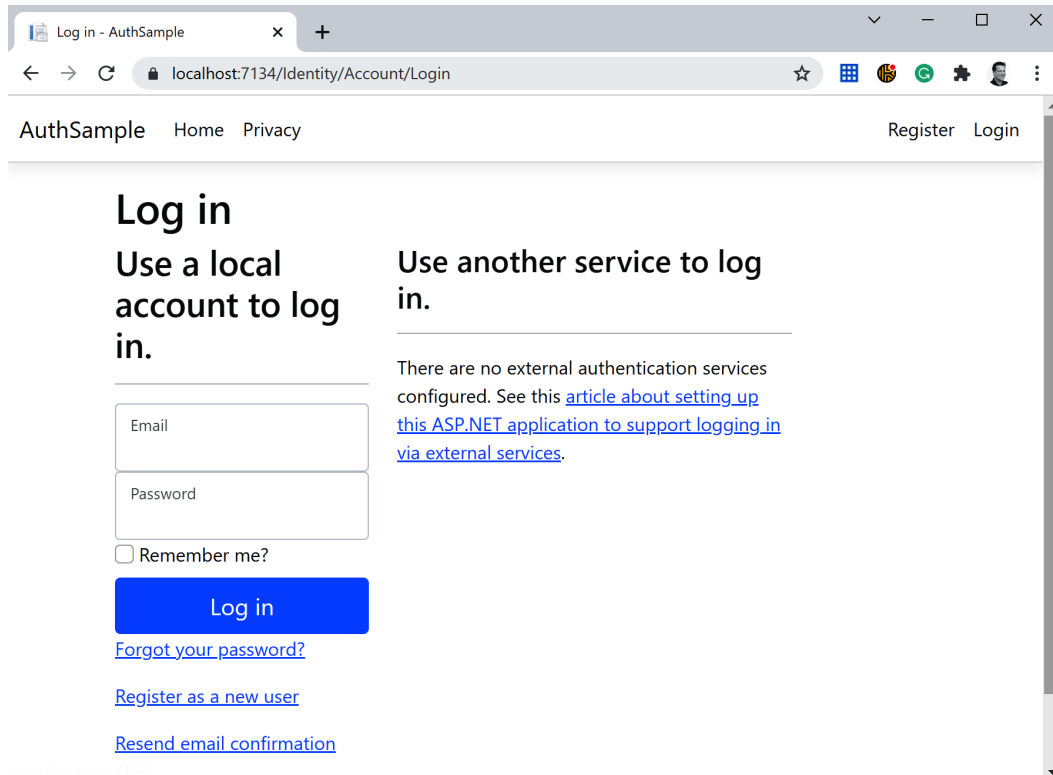 Log in - AuthSample
localhost:7134/Identity/Account/Login
AuthSample Home Privacy Register Login
Log in
Use a local
account to log
in.
Email
Password
Remember me?
Log in
Forgot your password?
Register as a new user
Resend email confirmation
Use another service to log
in.
There are no external authentication services
configured. See this article about setting up
this ASP.NET application to support logging in
via external services.